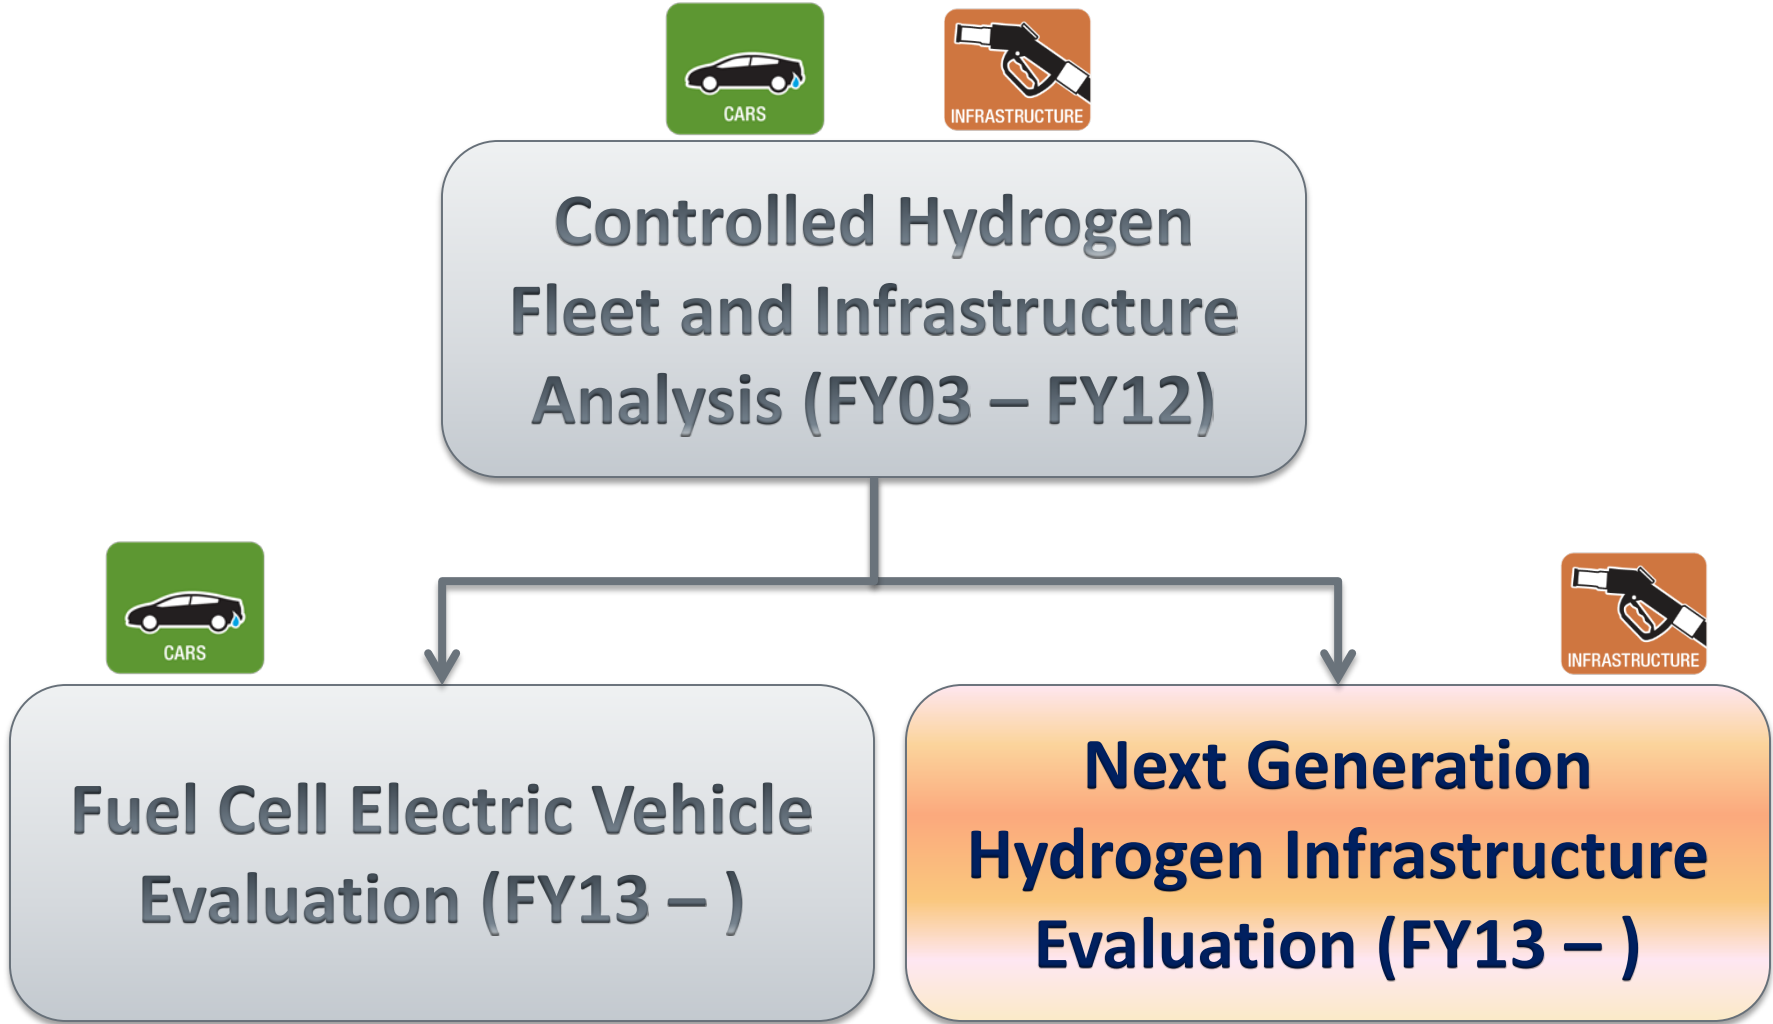 CARS
INFRASTRUCTURE
Controlled Hydrogen
Fleet and Infrastructure
Analysis (FY03 – FY12)
CARS
INFRASTRUCTURE
Fuel Cell Electric Vehicle
Evaluation (FY13 – )
Next Generation
Hydrogen Infrastructure
Evaluation (FY13 – )